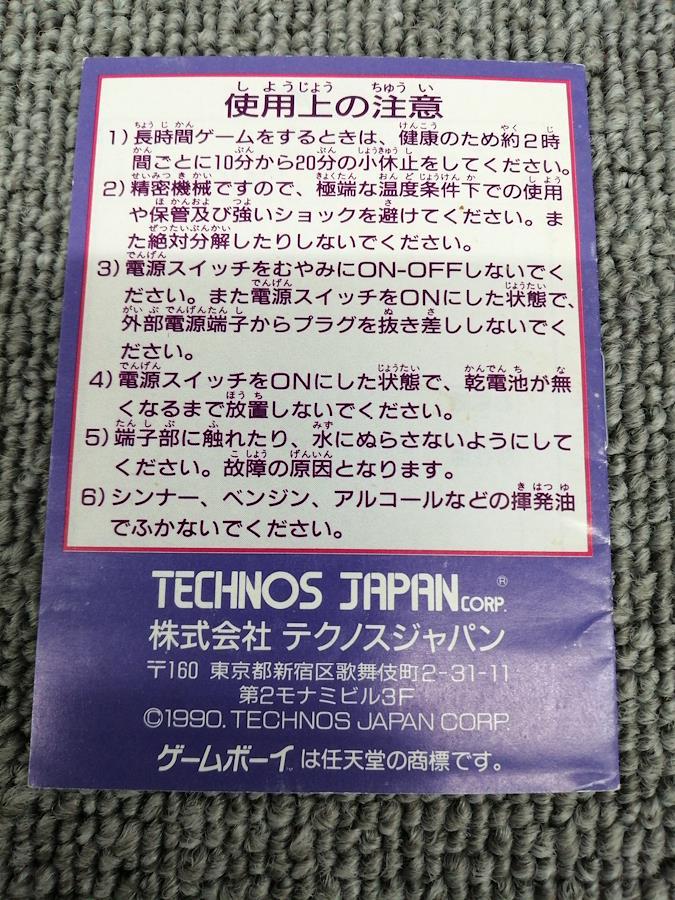 使用上の注意
1)長時間ゲームをするときは、健康のため約2時
間ごとに10分から20分の小休止をしてください。
2)精密機械ですので、極端な温度条件下での使用
や保管及び強いショックを避けてください。ま
た絶対分解したりしないでください。
3)電源スイッチをむやみにON-OFFしないでく
ださい。また電源スイッチをONにした状態で、
外部電源端子からプラグを抜き差ししないでく
ださい。
4)電源スイッチをONにした状態で、乾電池が無
くなるまで放置しないでください。
5)端子部に触れたり、水にぬらさないようにして
ください。故障の原因となります。
6)シンナー、ベンジン、アルコールなどの揮発油
でふかないでください。
TECHNOS JAPAN CORP.®
株式会社 テクノスジャパン
〒160 東京都新宿区歌舞伎町2-31-11
第2モナミビル3F
©1990.TECHNOS JAPAN CORP.
ゲームボーイ™は任天堂の商標です。